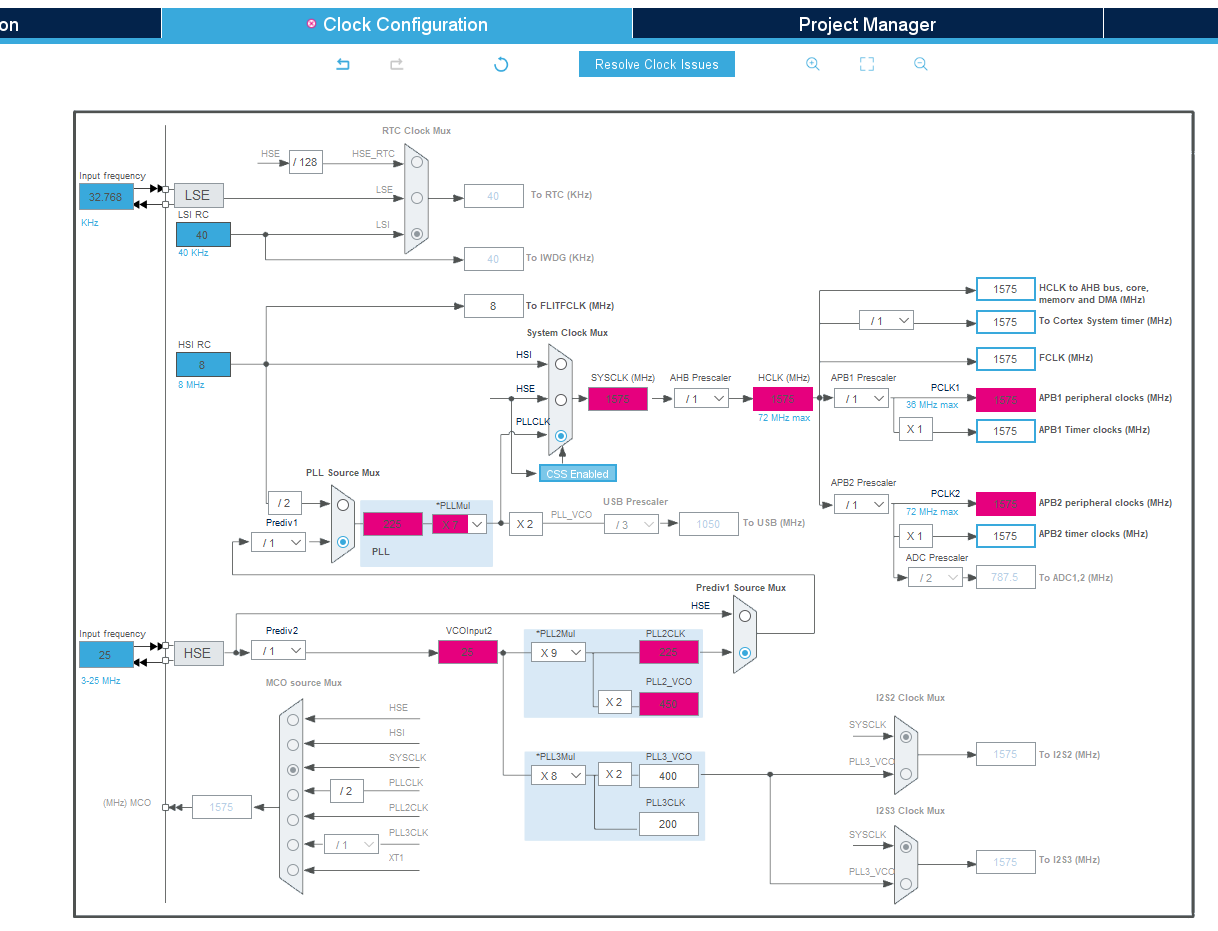 on
Clock Configuration
Project Manager
Resolve Clock Issues
RTC Clock Mux
HSE
/ 128
HSE_RTC
Input frequency
32.768
KHz
LSE
LSE
40
To RTC (KHz)
LSI RC
40
40 KHz
LSI
40
To IWDG (KHz)
8
To FLITFCLK (MHz)
System Clock Mux
HSI RC
8
8 MHz
HSI
HSE
PLLCLK
CSS Enabled
SYSCLK (MHz)
1575
AHB Prescaler
/ 1
HCLK (MHz)
1575
72 MHz max
1575
HCLK to AHB bus, core,
memory and DMA (MHz)
/ 1
1575
To Cortex System timer (MHz)
1575
FCLK (MHz)
APB1 Prescaler
/ 1
PCLK1
36 MHz max
1575
APB1 peripheral clocks (MHz)
X 1
1575
APB1 Timer clocks (MHz)
APB2 Prescaler
/ 1
PCLK2
72 MHz max
1575
APB2 peripheral clocks (MHz)
X 1
1575
APB2 timer clocks (MHz)
ADC Prescaler
/ 2
787.5
To ADC1,2 (MHz)
PLL Source Mux
/ 2
Prediv1
/ 1
225
*PLLMul
X 7
PLL
X 2
PLL_VCO
USB Prescaler
/ 3
1050
To USB (MHz)
Prediv1 Source Mux
HSE
Input frequency
25
3-25 MHz
HSE
Prediv2
/ 1
VCOInput2
25
*PLL2Mul
X 9
PLL2CLK
225
PLL2_VCO
X 2
450
*PLL3Mul
X 8
X 2
PLL3_VCO
400
PLL3CLK
200
MCO source Mux
HSE
HSI
SYSCLK
PLLCLK
/ 2
PLL2CLK
PLL3CLK
/ 1
XT1
(MHz) MCO
1575
I2S2 Clock Mux
SYSCLK
PLL3_VCO
1575
To I2S2 (MHz)
I2S3 Clock Mux
SYSCLK
PLL3_VCO
1575
To I2S3 (MHz)